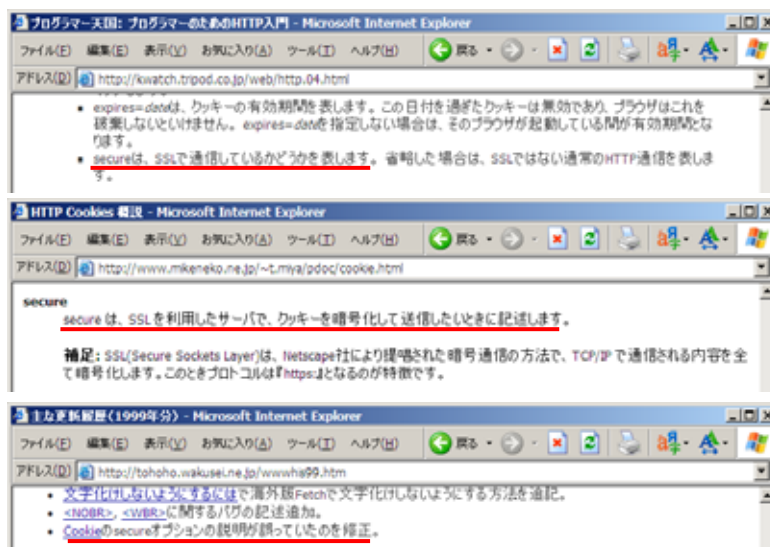 プログラマー天国: プログラマーのためのHTTP入門 - Microsoft Internet Explorer
ファイル(F) 編集(E) 表示(V) お気に入り(A) ツール(T) ヘルプ(H) 戻る
アドレス(D) http://kwatch.tripod.co.jp/web/http.04.html
expires=dateは、クッキーの有効期間を表します。この日付を過ぎたクッキーは無効であり、ブラウザはこれを
破棄しないといけません。expires=dateを指定しない場合は、そのブラウザが起動している間が有効期間とな
ります。
secureは、SSLで通信しているかどうかを表します。省略した場合は、SSLではない通常のHTTP通信を表しま
す。
HTTP Cookies 概説 - Microsoft Internet Explorer
ファイル(F) 編集(E) 表示(V) お気に入り(A) ツール(T) ヘルプ(H) 戻る
アドレス(D) http://www.mikeneko.ne.jp/~t.miya/pdoc/cookie.html
secure
secure は、SSLを利用したサーバで、クッキーを暗号化して送信したいときに記述します。
補足: SSL(Secure Sockets Layer)は、Netscape社により提唱された暗号通信の方法で、TCP/IP で通信される内容を全
て暗号化します。このときプロトコルは『https:』となるのが特徴です。
主な更新履歴(1999年分) - Microsoft Internet Explorer
ファイル(F) 編集(E) 表示(V) お気に入り(A) ツール(T) ヘルプ(H) 戻る
アドレス(D) http://tohoho.wakusei.ne.jp/wwwhis99.htm
文字化けしないようにするにはで海外版Fetchで文字化けしないようにする方法を追記。
<NOBR>, <WBR>に関するバグの記述追加。
Cookieのsecureオプションの説明が誤っていたのを修正。